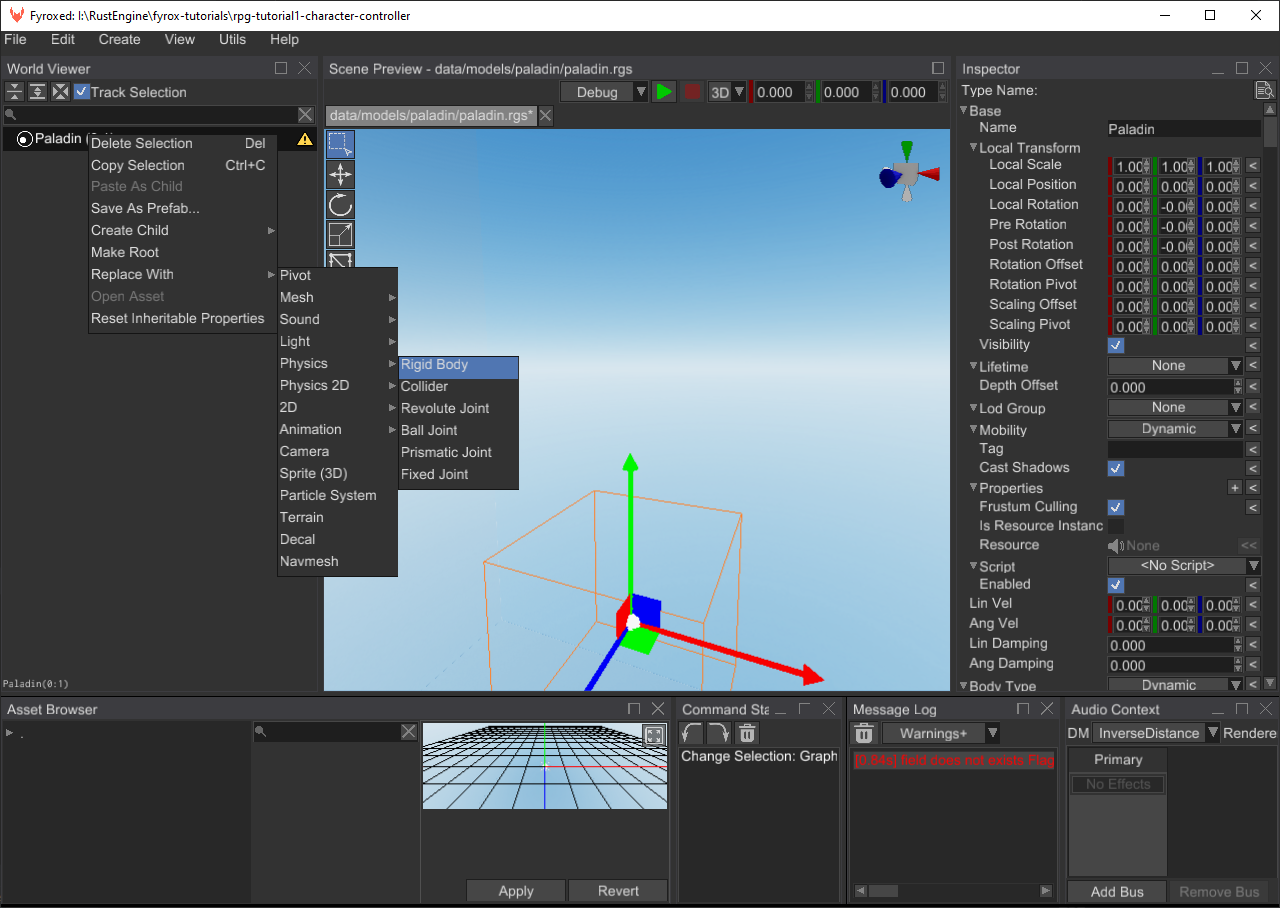 Fyroxed: I:\RustEngine\fyrox-tutorials\rpg-tutorial1-character-controller
File Edit Create View Utils Help
World Viewer
Track Selection
Paladin (
Delete Selection Del
Copy Selection Ctrl+C
Paste As Child
Save As Prefab...
Create Child
Make Root
Replace With
Open Asset
Reset Inheritable Properties
Pivot
Mesh
Sound
Light
Physics
Physics 2D
2D
Animation
Camera
Sprite (3D)
Particle System
Terrain
Decal
Navmesh
Rigid Body
Collider
Revolute Joint
Ball Joint
Prismatic Joint
Fixed Joint
Paladin(0:1)
Scene Preview - data/models/paladin/paladin.rgs
Debug 3D 0.000 0.000 0.000
data/models/paladin/paladin.rgs*
Inspector
Type Name:
Base
Name Paladin
Local Transform
Local Scale 1.00 1.00 1.00 <
Local Position 0.00 0.00 0.00 <
Local Rotation 0.00 -0.0 0.00 <
Pre Rotation 0.00 -0.0 0.00 <
Post Rotation 0.00 -0.0 0.00 <
Rotation Offset 0.00 0.00 0.00 <
Rotation Pivot 0.00 0.00 0.00 <
Scaling Offset 0.00 0.00 0.00 <
Scaling Pivot 0.00 0.00 0.00 <
Visibility <
Lifetime None <
Depth Offset 0.000 <
Lod Group None <
Mobility Dynamic <
Tag <
Cast Shadows <
Properties + <
Frustum Culling <
Is Resource Instanc
Resource None <<
Script <No Script>
Enabled <
Lin Vel 0.00 0.00 0.00 <
Ang Vel 0.00 0.00 0.00 <
Lin Damping 0.000 <
Ang Damping 0.000 <
Body Type Dynamic <
Asset Browser
.
Apply Revert
Command Sta
Change Selection: Graph
Message Log
Warnings+
[0.84s] field does not exists Flag
Audio Context
DM InverseDistance Rendere
Primary
No Effects
Add Bus Remove Bus